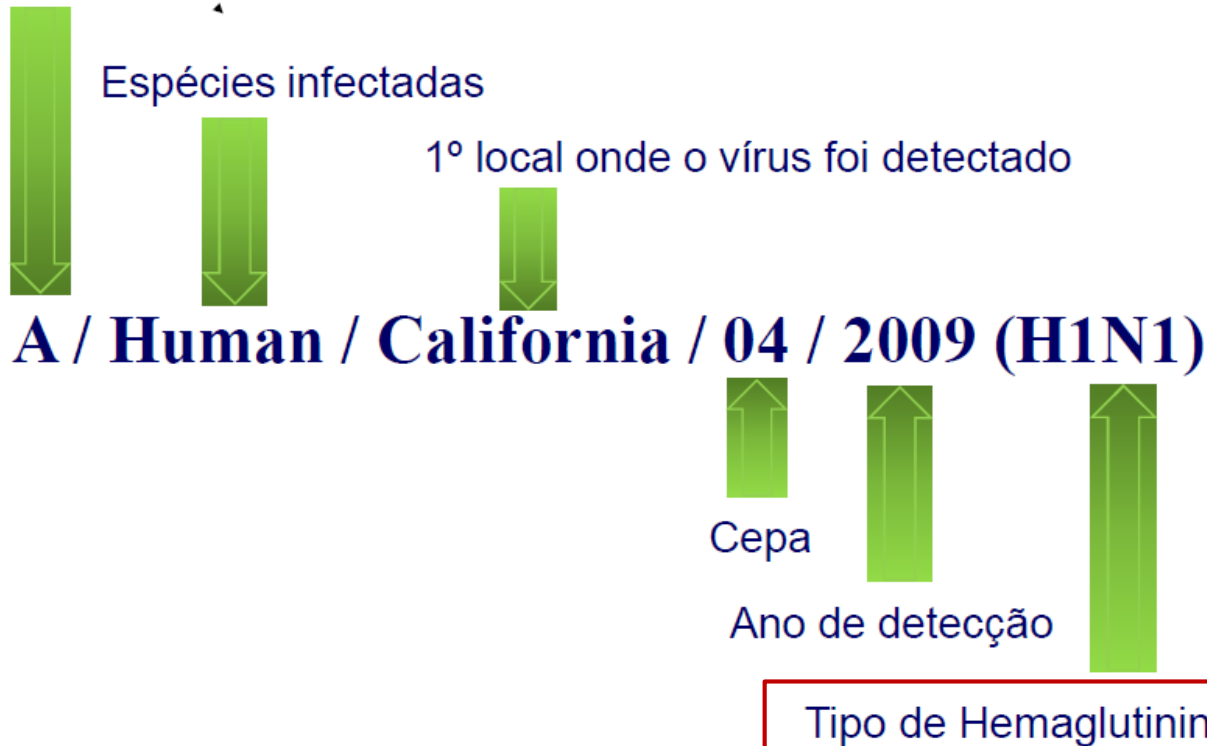 Espécies infectadas
1º local onde o vírus foi detectado
A / Human / California / 04 / 2009 (H1N1)
Cepa
Ano de detecção
Tipo de Hemaglutinin